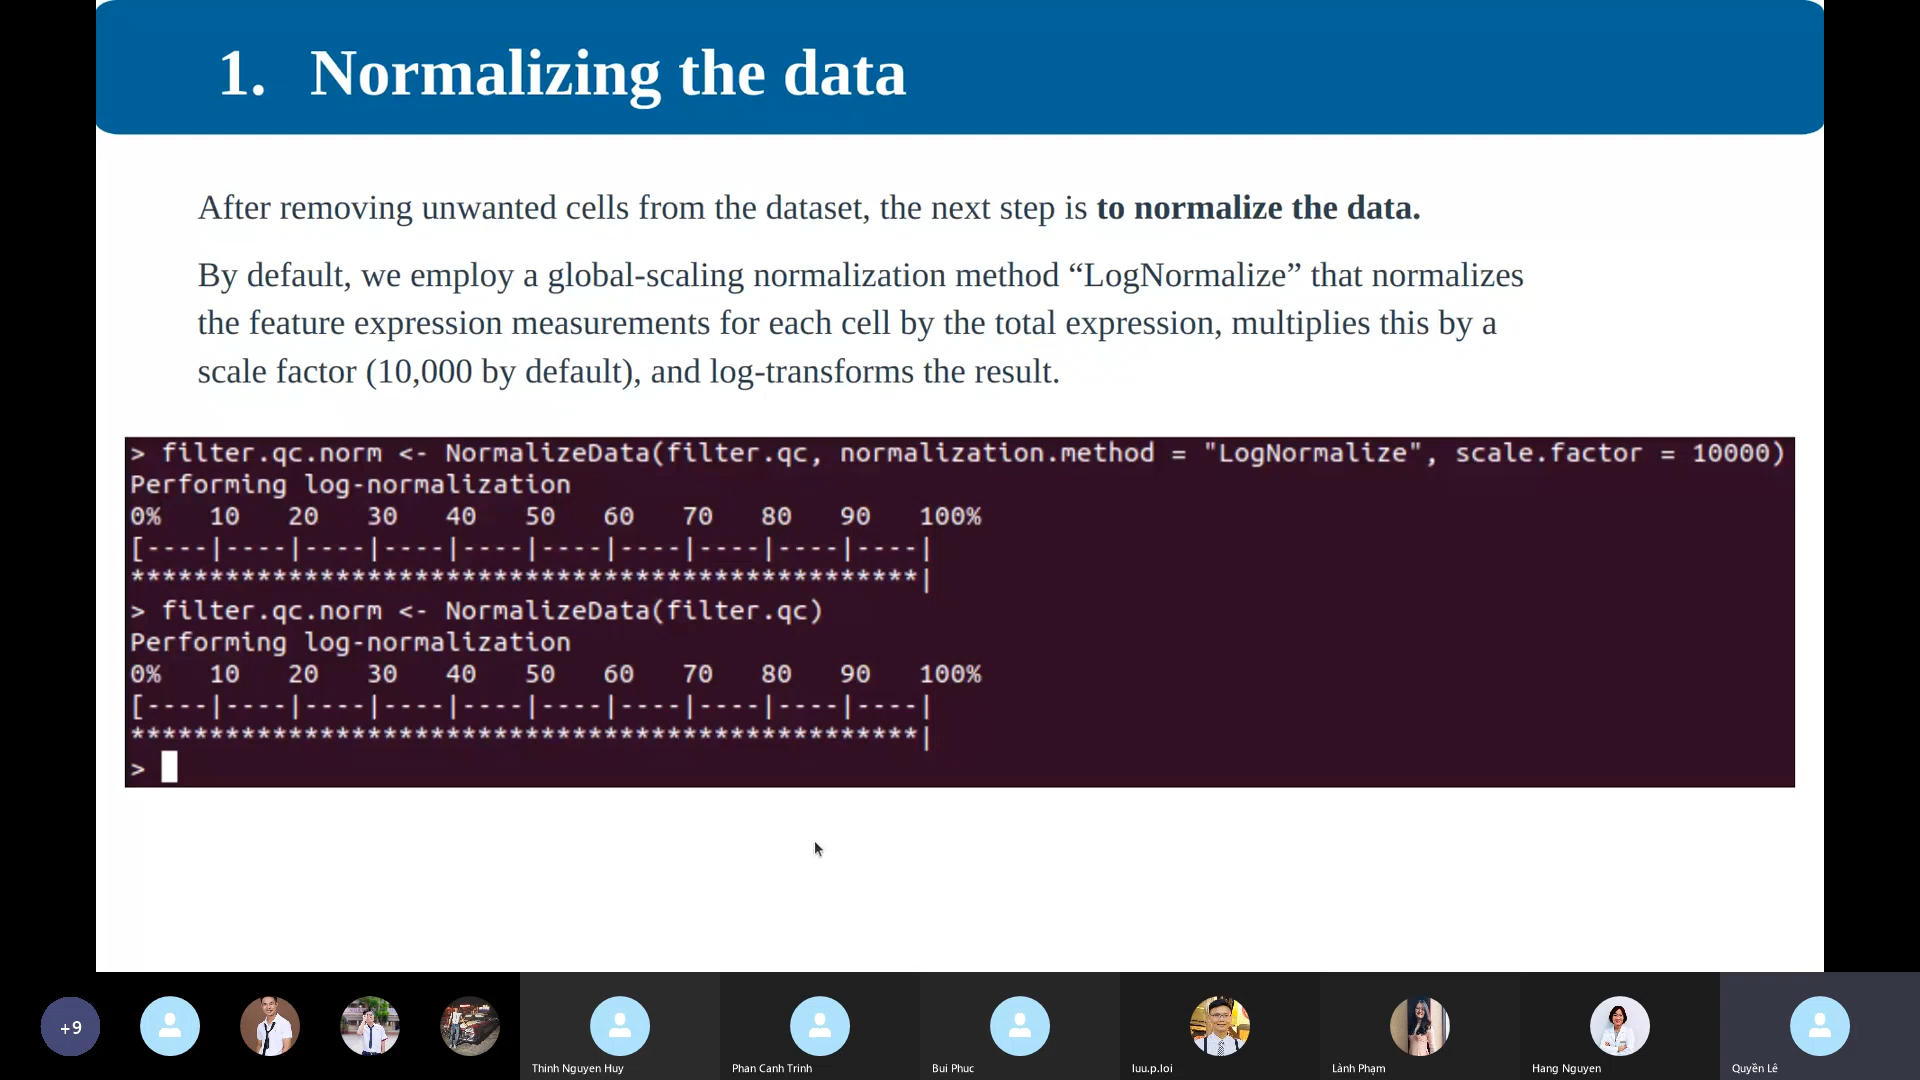 1. Normalizing the data
After removing unwanted cells from the dataset, the next step is to normalize the data.
By default, we employ a global-scaling normalization method “LogNormalize” that normalizes
the feature expression measurements for each cell by the total expression, multiplies this by a
scale factor (10,000 by default), and log-transforms the result.
> filter.qc.norm <- NormalizeData(filter.qc, normalization.method = "LogNormalize", scale.factor = 10000)
Performing log-normalization
0%   10   20   30   40   50   60   70   80   90   100%
[----|----|----|----|----|----|----|----|----|----|
**************************************************|
> filter.qc.norm <- NormalizeData(filter.qc)
Performing log-normalization
0%   10   20   30   40   50   60   70   80   90   100%
[----|----|----|----|----|----|----|----|----|----|
**************************************************|
>
+9
Thinh Nguyen Huy
Phan Canh Trinh
Bui Phuc
luu.p.loi
Lành Phạm
Hang Nguyen
Quyền Lê